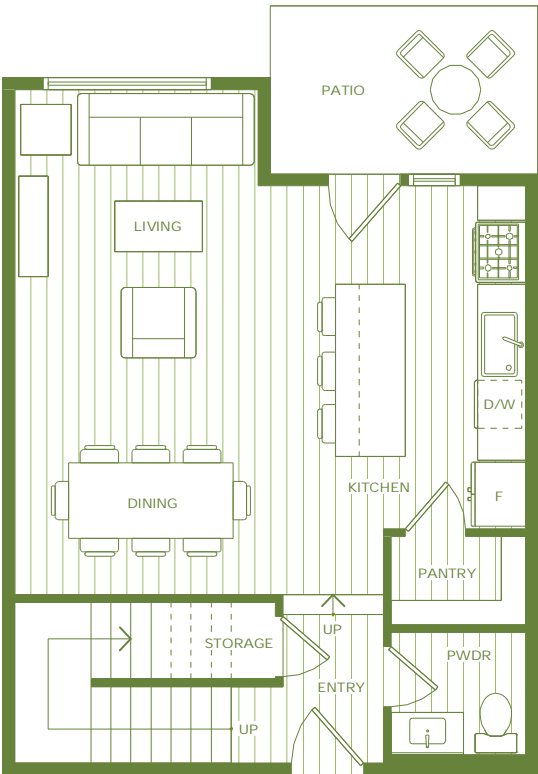 PATIO
LIVING
D/W
KITCHEN
F
DINING
PANTRY
UP
STORAGE
PWDR
ENTRY
UP